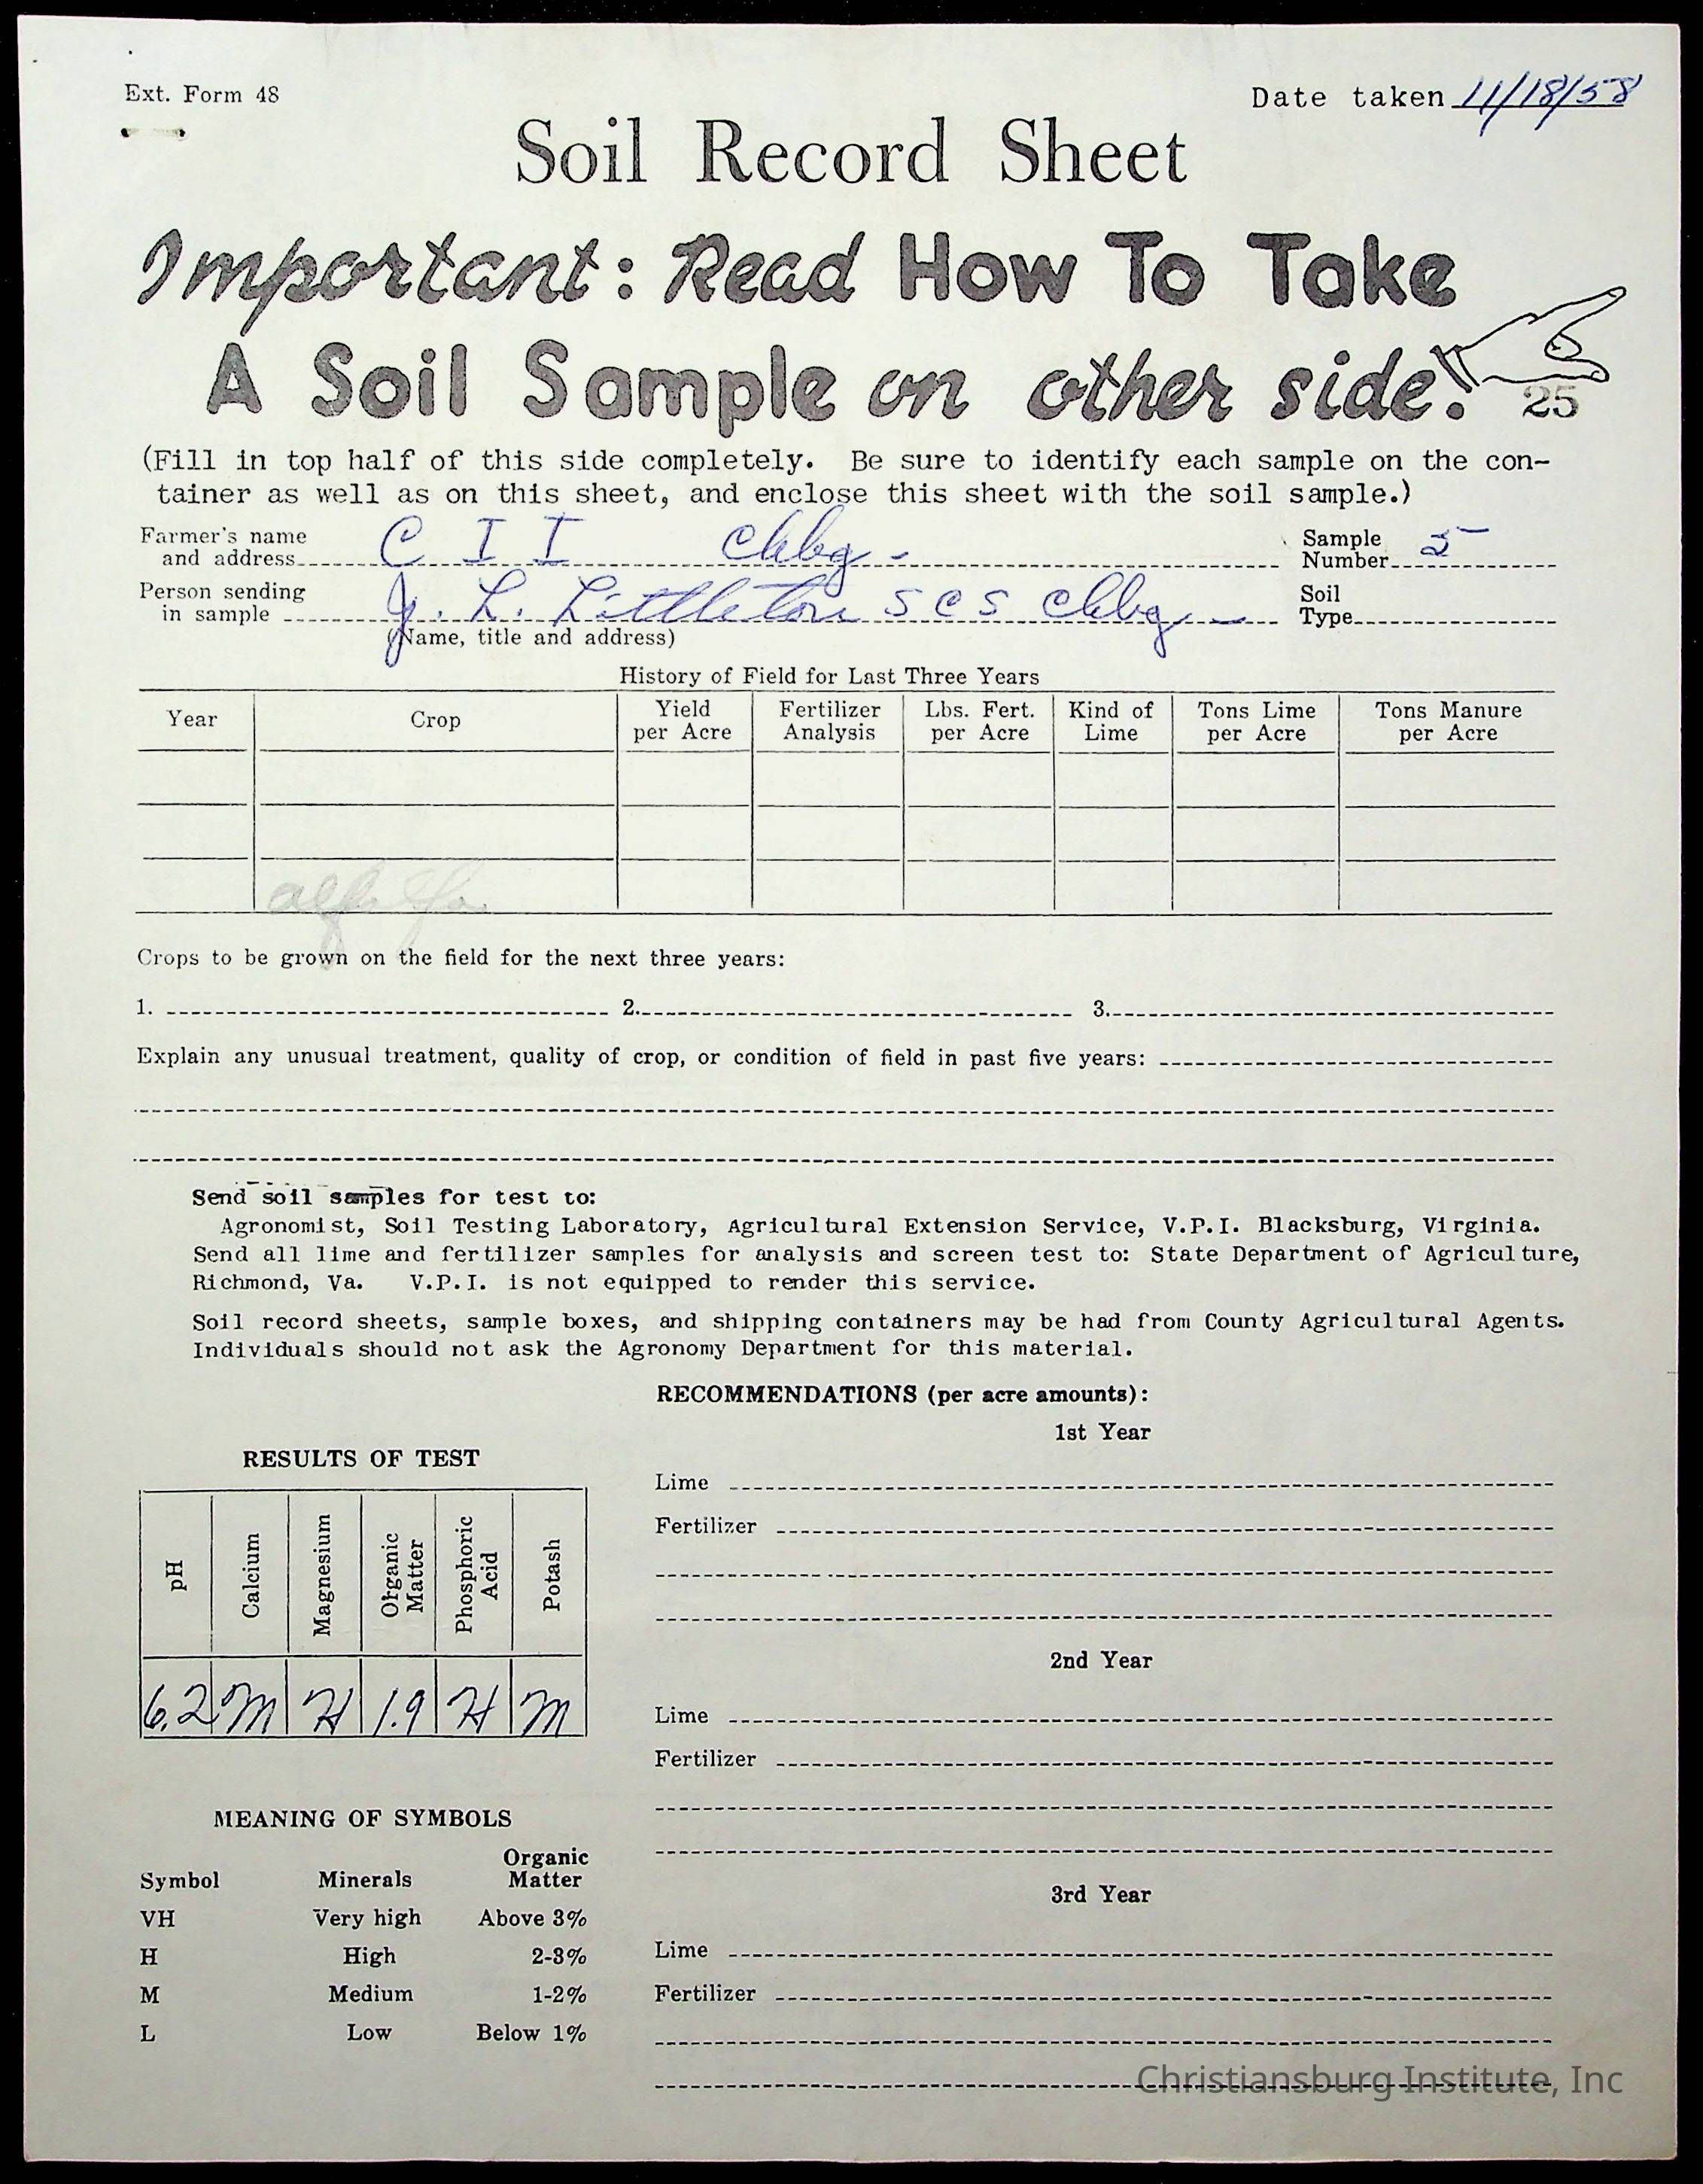 Ext. Form 48
Date taken 11/18/58
Soil Record Sheet
Important: Read How To Take
A Soil Sample on other side!
25
(Fill in top half of this side completely. Be sure to identify each sample on the con-
tainer as well as on this sheet, and enclose this sheet with the soil sample.)
Farmer's name
and address C I I Chbg.
Sample
Number 5
Person sending
in sample J. L. Littleton SCS Chbg
Soil
Type
(Name, title and address)
History of Field for Last Three Years
Year Crop Yield per Acre Fertilizer Analysis Lbs. Fert. per Acre Kind of Lime Tons Lime per Acre Tons Manure per Acre
alfalfa
Crops to be grown on the field for the next three years:
1. 2. 3.
Explain any unusual treatment, quality of crop, or condition of field in past five years:
Send soil samples for test to:
Agronomist, Soil Testing Laboratory, Agricultural Extension Service, V.P.I. Blacksburg, Virginia.
Send all lime and fertilizer samples for analysis and screen test to: State Department of Agriculture,
Richmond, Va. V.P.I. is not equipped to render this service.
Soil record sheets, sample boxes, and shipping containers may be had from County Agricultural Agents.
Individuals should not ask the Agronomy Department for this material.
RESULTS OF TEST
pH Calcium Magnesium Organic Matter Phosphoric Acid Potash
6.2 M H 1.9 H M
MEANING OF SYMBOLS
Symbol Minerals Organic Matter
VH Very high Above 3%
H High 2-3%
M Medium 1-2%
L Low Below 1%
RECOMMENDATIONS (per acre amounts):
1st Year
Lime
Fertilizer
2nd Year
Lime
Fertilizer
3rd Year
Lime
Fertilizer
Christiansburg Institute, Inc